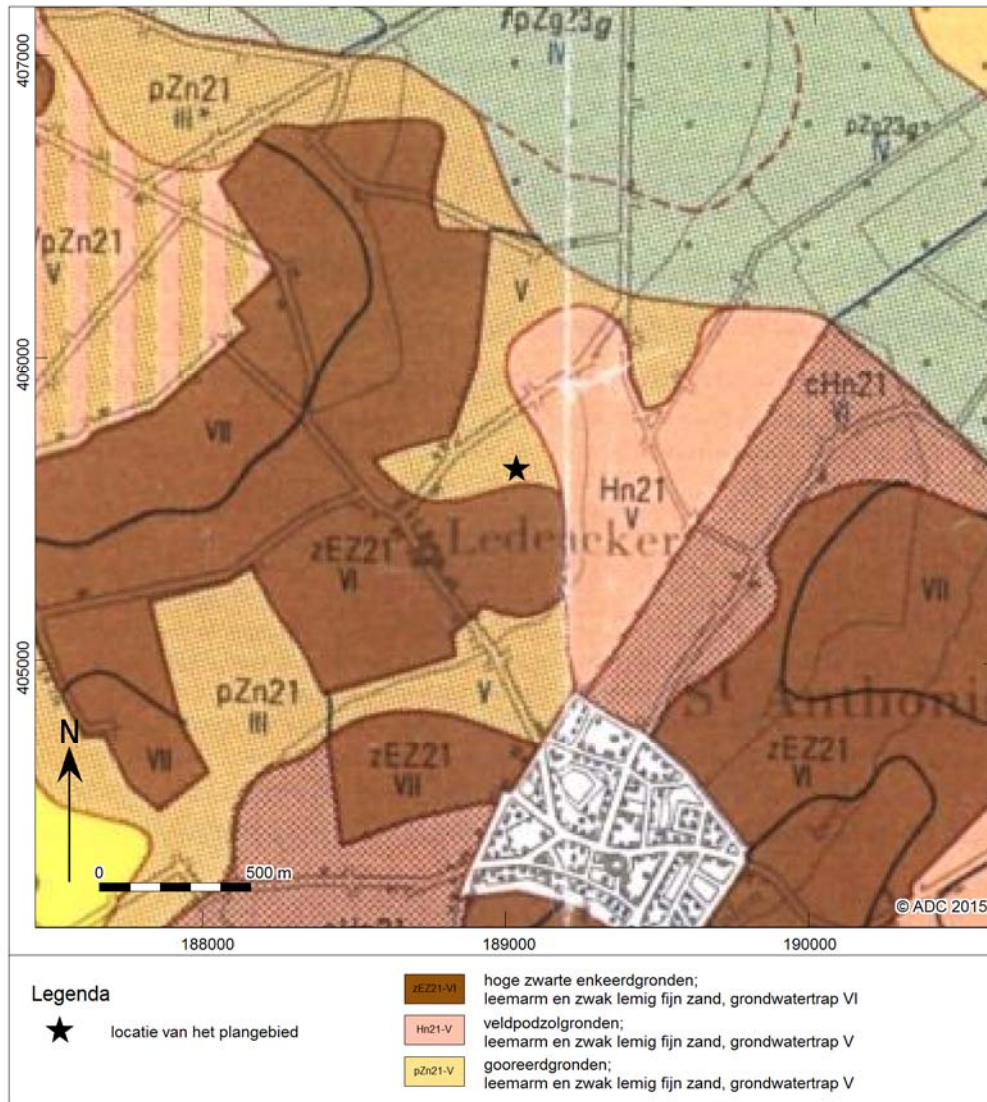 407000
406000
405000
fpZg23g
IV
pZn21
III*
pZg23g*
IV
pZn21
V
V
cHn21
VI
VII
Hn21
V
Ledeacker
zEZ21
VI
VII
pZn21
III
V
St Anthoni
zEZ21
VI
VII
zEZ21
VII
N
0 500 m
© ADC 2015
188000 189000 190000
Legenda
locatie van het plangebied
zEZ21-VI
hoge zwarte enkeerdgronden;
leemarm en zwak lemig fijn zand, grondwatertrap VI
Hn21-V
veldpodzolgronden;
leemarm en zwak lemig fijn zand, grondwatertrap V
pZn21-V
gooreerdgronden;
leemarm en zwak lemig fijn zand, grondwatertrap V